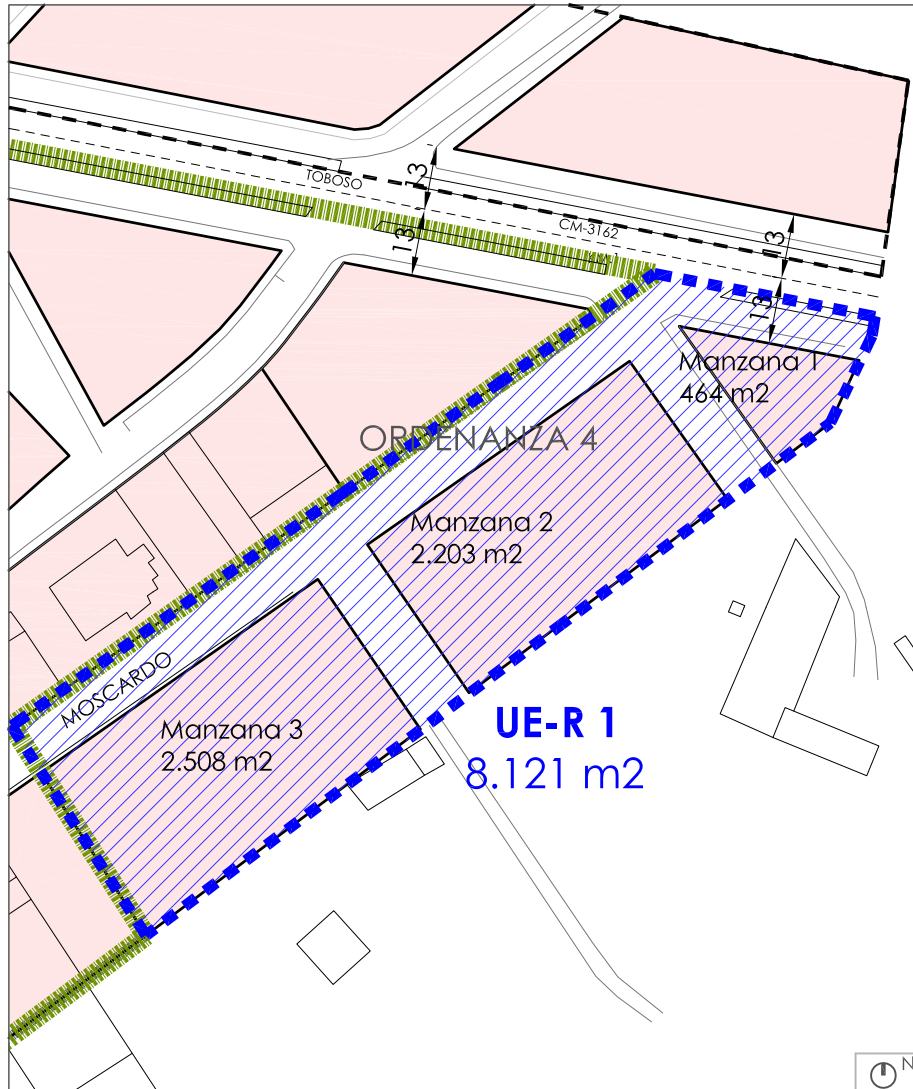 TOBOSO
13
13
CM-3162
13
13
Manzana 1
464 m2
ORDENANZA 4
Manzana 2
2.203 m2
MOSCARDO
Manzana 3
2.508 m2
UE-R 1
8.121 m2
N